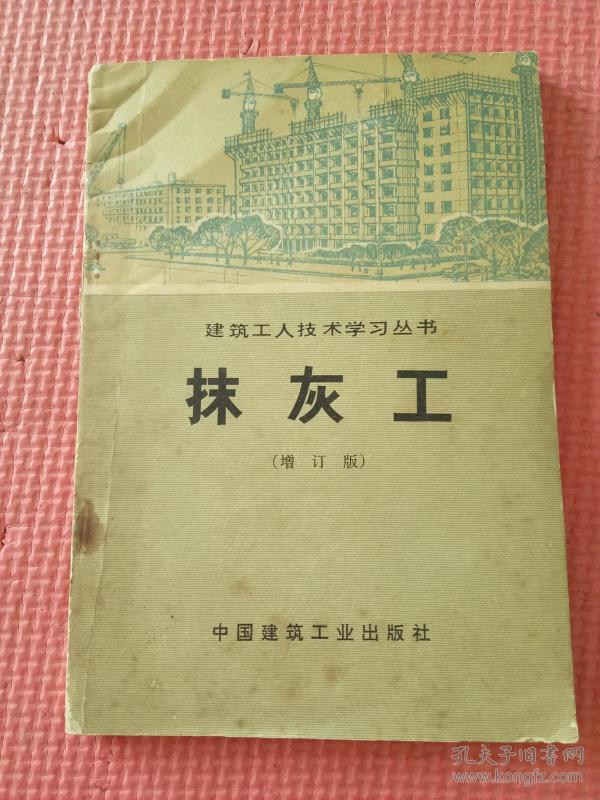 建筑工人技术学习丛书
抹灰工
(增订版)
中国建筑工业出版社
孔夫子旧书网
www.kongfz.com